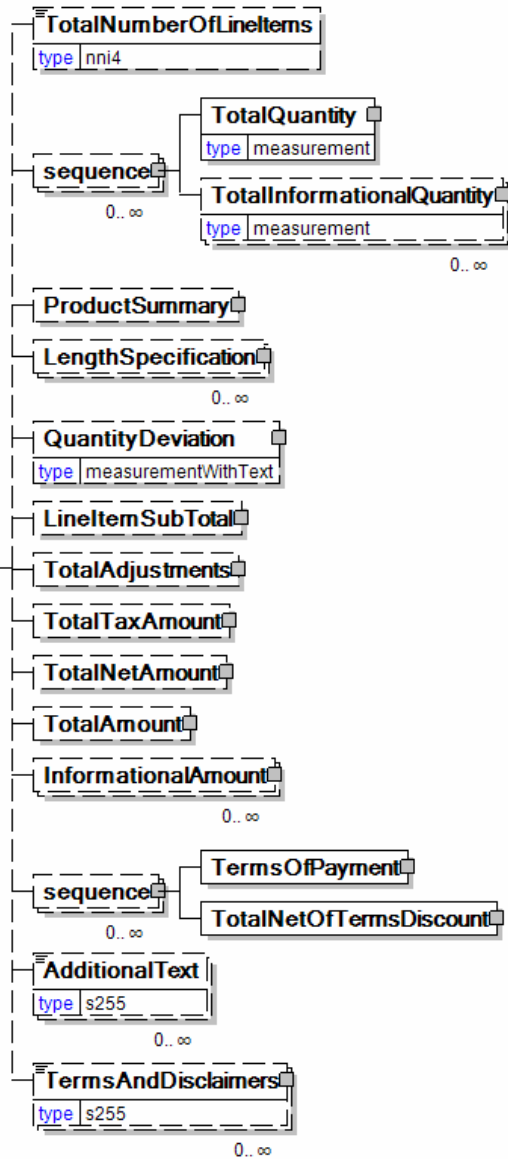 TotalNumberOfLineItems
type nni4
TotalQuantity
type measurement
sequence
0.. ∞
TotalInformationalQuantity
type measurement
0.. ∞
ProductSummary
LengthSpecification
0.. ∞
QuantityDeviation
type measurementWithText
LineItemSubTotal
TotalAdjustments
TotalTaxAmount
TotalNetAmount
TotalAmount
InformationalAmount
0.. ∞
TermsOfPayment
sequence
0.. ∞
TotalNetOfTermsDiscount
AdditionalText
type s255
0.. ∞
TermsAndDisclaimers
type s255
0.. ∞